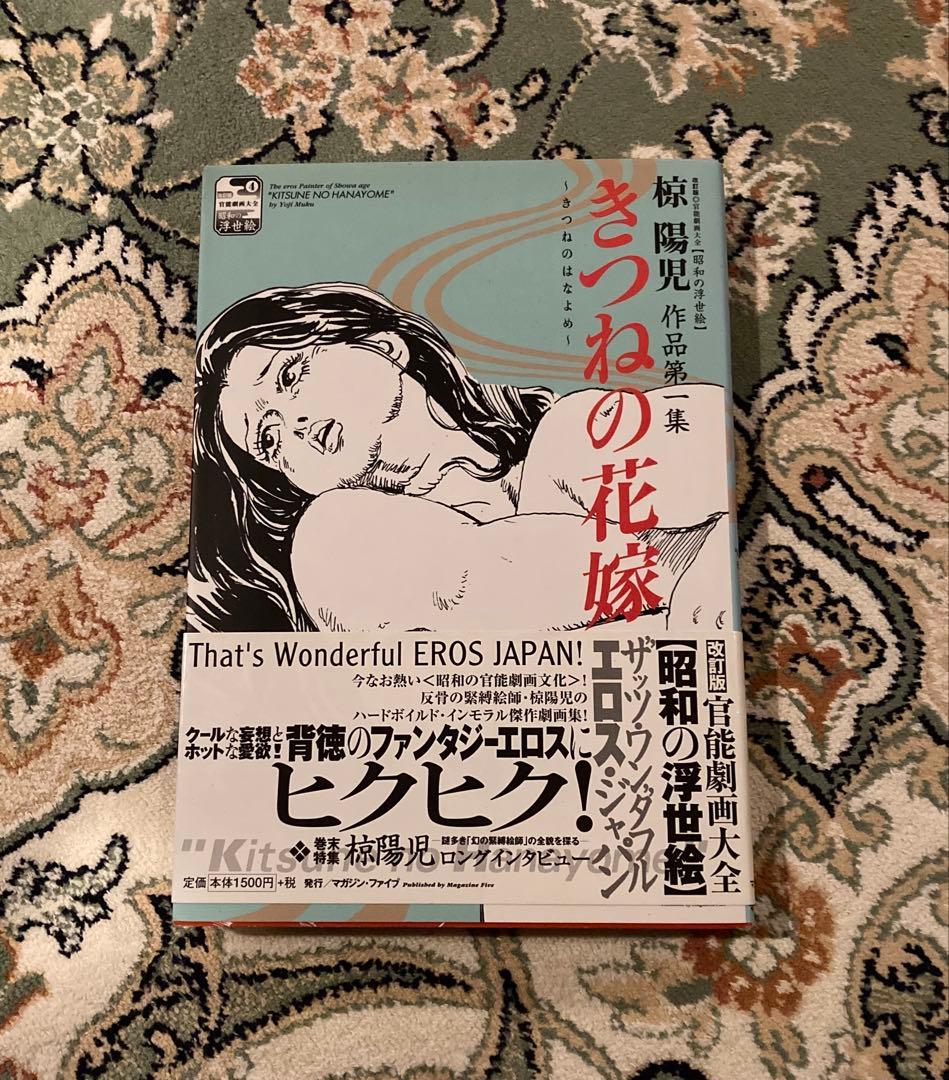 改訂版◎官能劇画大全【昭和の浮世絵】
椋 陽児 作品第一集
きつねの花嫁
～きつねのはなよめ～
The eros Painter of Showa age
"KITSUNE NO HANAYOME"
by Yoji Muku
4
改訂版
官能劇画大全
昭和の
浮世絵
改訂版 官能劇画大全
【昭和の浮世絵】
ザッツ・ワンダフル
エロス・ジャパン
That's Wonderful EROS JAPAN!
今なお熱い〈昭和の官能劇画文化〉!
反骨の緊縛絵師・椋陽児の
ハードボイルド・インモラル傑作劇画集!
クールな妄想と
ホットな愛欲! 背徳のファンタジーエロスに
ヒクヒク!
謎多き「幻の緊縛絵師」の全貌を探る
巻末特集 椋陽児 ロングインタビュー
"Kitsune no Hanayome"
定価 本体1500円+税 発行/マガジン・ファイブ Published by Magazine Five